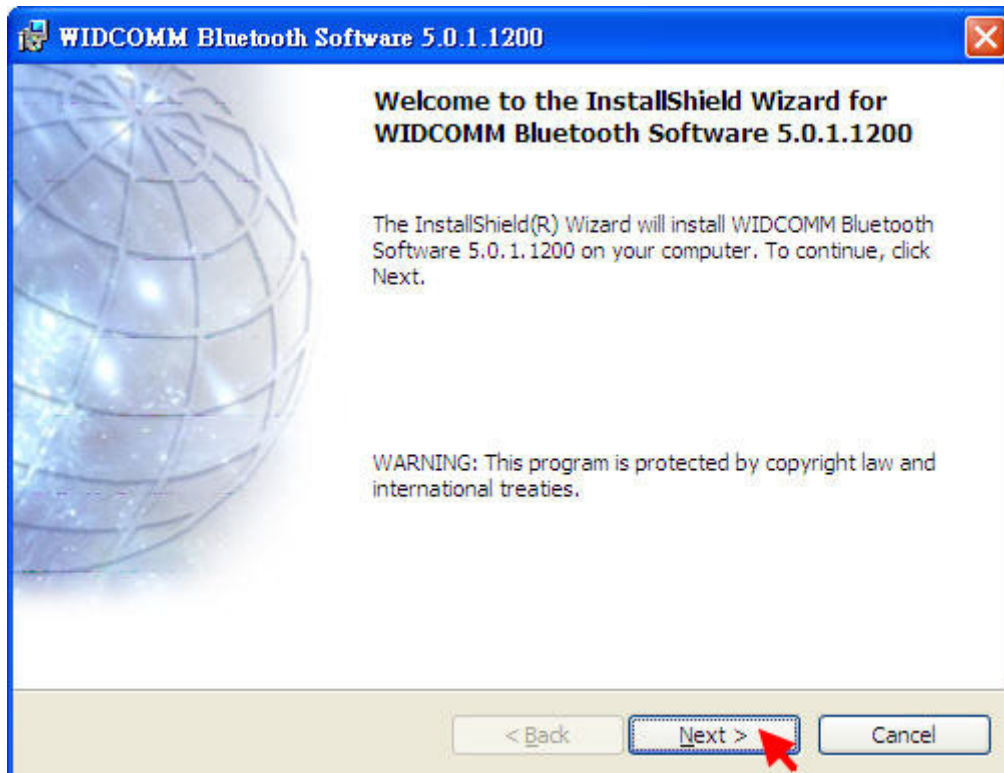 WIDCOMM Bluetooth Software 5.0.1.1200
Welcome to the InstallShield Wizard for
WIDCOMM Bluetooth Software 5.0.1.1200
The InstallShield(R) Wizard will install WIDCOMM Bluetooth
Software 5.0.1.1200 on your computer. To continue, click
Next.
WARNING: This program is protected by copyright law and
international treaties.
< Back
Next >
Cancel